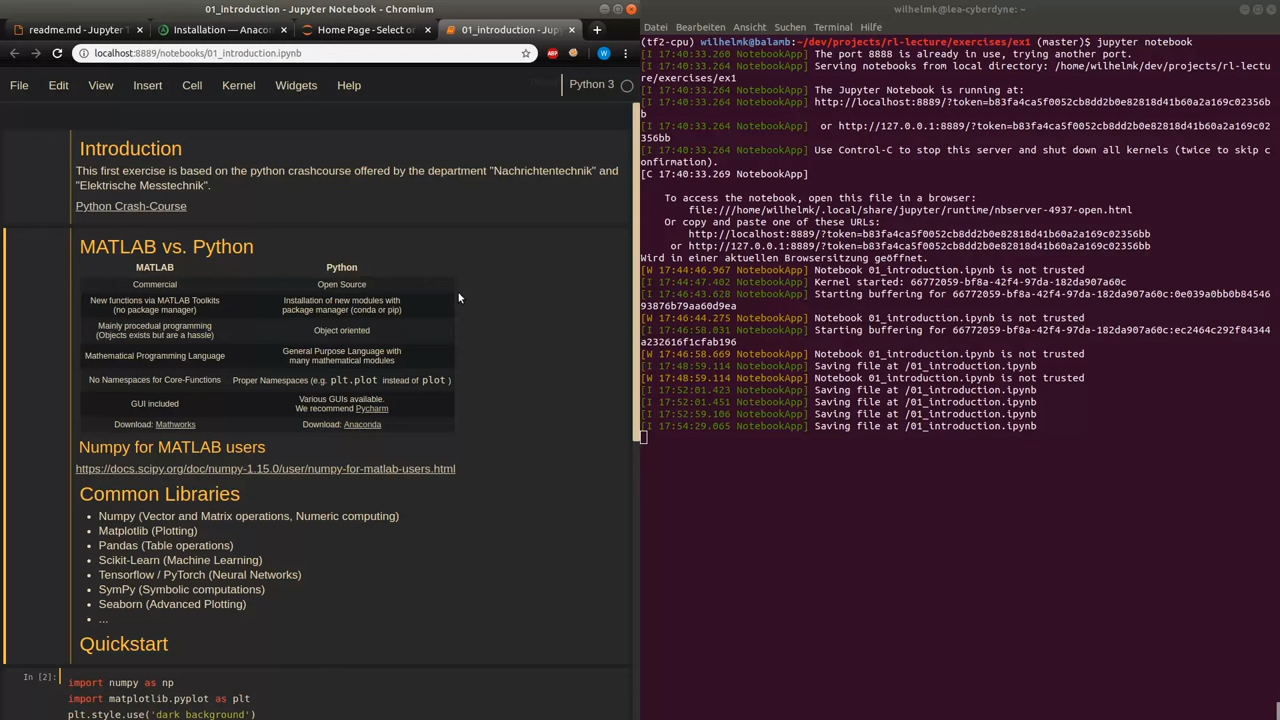 01_introduction - Jupyter Notebook - Chromium
readme.md - Jupyter T
Installation — Anacon
Home Page - Select or
01_introduction - Jup
localhost:8889/notebooks/01_introduction.ipynb
ABP
W
File Edit View Insert Cell Kernel Widgets Help
Python 3
Introduction
This first exercise is based on the python crashcourse offered by the department "Nachrichtentechnik" and
"Elektrische Messtechnik".
Python Crash-Course
MATLAB vs. Python
MATLAB Python
Commercial Open Source
New functions via MATLAB Toolkits
(no package manager)
Installation of new modules with
package manager (conda or pip)
Mainly procedual programming
(Objects exist but are a hassle)
Object oriented
Mathematical Programming Language
General Purpose Language with
many mathematical modules
No Namespaces for Core-Functions
Proper Namespaces (e.g. plt.plot instead of plot )
GUI included
Various GUIs available.
We recommend Pycharm
Download: Mathworks
Download: Anaconda
Numpy for MATLAB users
https://docs.scipy.org/doc/numpy-1.15.0/user/numpy-for-matlab-users.html
Common Libraries
• Numpy (Vector and Matrix operations, Numeric computing)
• Matplotlib (Plotting)
• Pandas (Table operations)
• Scikit-Learn (Machine Learning)
• Tensorflow / PyTorch (Neural Networks)
• SymPy (Symbolic computations)
• Seaborn (Advanced Plotting)
• ...
Quickstart
In [2]:
import numpy as np
import matplotlib.pyplot as plt
plt.style.use('dark_background')
wilhelmk@lea-cyberdyne: ~
Datei Bearbeiten Ansicht Suchen Terminal Hilfe
(tf2-cpu) wilhelmk@balamb:~/dev/projects/rl-lecture/exercises/ex1 (master)$ jupyter notebook
[I 17:40:33.260 NotebookApp] The port 8888 is already in use, trying another port.
[I 17:40:33.264 NotebookApp] Serving notebooks from local directory: /home/wilhelmk/dev/projects/rl-lectu
re/exercises/ex1
[I 17:40:33.264 NotebookApp] The Jupyter Notebook is running at:
[I 17:40:33.264 NotebookApp] http://localhost:8889/?token=b83fa4ca5f0052cb8dd2b0e82818d41b60a2a169c02356b
b
[I 17:40:33.264 NotebookApp]  or http://127.0.0.1:8889/?token=b83fa4ca5f0052cb8dd2b0e82818d41b60a2a169c02
356bb
[I 17:40:33.264 NotebookApp] Use Control-C to stop this server and shut down all kernels (twice to skip c
onfirmation).
[C 17:40:33.269 NotebookApp]
To access the notebook, open this file in a browser:
file:///home/wilhelmk/.local/share/jupyter/runtime/nbserver-4937-open.html
Or copy and paste one of these URLs:
http://localhost:8889/?token=b83fa4ca5f0052cb8dd2b0e82818d41b60a2a169c02356bb
or http://127.0.0.1:8889/?token=b83fa4ca5f0052cb8dd2b0e82818d41b60a2a169c02356bb
Wird in einer aktuellen Browsersitzung geöffnet.
[W 17:44:46.967 NotebookApp] Notebook 01_introduction.ipynb is not trusted
[I 17:44:47.402 NotebookApp] Kernel started: 66772059-bf8a-42f4-97da-182da907a60c
[I 17:46:43.628 NotebookApp] Starting buffering for 66772059-bf8a-42f4-97da-182da907a60c:0e039a0bb0b84546
93876b79aa60d9ea
[W 17:46:44.275 NotebookApp] Notebook 01_introduction.ipynb is not trusted
[I 17:46:58.031 NotebookApp] Starting buffering for 66772059-bf8a-42f4-97da-182da907a60c:ec2464c292f84344
a232616f1cfab196
[W 17:46:58.669 NotebookApp] Notebook 01_introduction.ipynb is not trusted
[I 17:48:59.114 NotebookApp] Saving file at /01_introduction.ipynb
[W 17:48:59.114 NotebookApp] Notebook 01_introduction.ipynb is not trusted
[I 17:52:01.423 NotebookApp] Saving file at /01_introduction.ipynb
[I 17:52:01.451 NotebookApp] Saving file at /01_introduction.ipynb
[I 17:52:59.106 NotebookApp] Saving file at /01_introduction.ipynb
[I 17:54:29.065 NotebookApp] Saving file at /01_introduction.ipynb